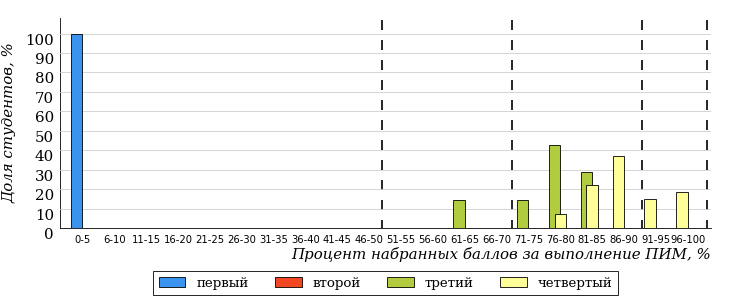 Доля студентов, %
100
90
80
70
60
50
40
30
20
10
0
0-5 6-10 11-15 16-20 21-25 26-30 31-35 36-40 41-45 46-50 51-55 56-60 61-65 66-70 71-75 76-80 81-85 86-90 91-95 96-100
Процент набранных баллов за выполнение ПИМ, %
первый второй третий четвертый